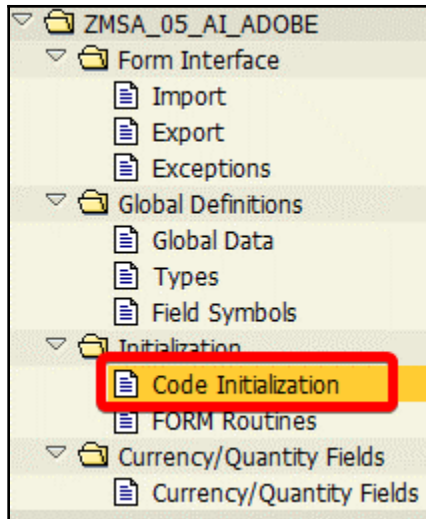 ZMSA_05_AI_ADOBE
Form Interface
Import
Export
Exceptions
Global Definitions
Global Data
Types
Field Symbols
Initialization
Code Initialization
FORM Routines
Currency/Quantity Fields
Currency/Quantity Fields